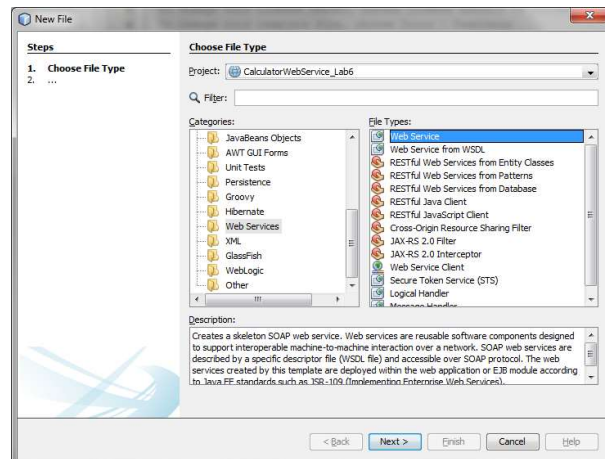 New File
Steps
1. Choose File Type
2. ...
Choose File Type
Project: CalculatorWebService_Lab6
Filter:
Categories:
JavaBeans Objects
AWT GUI Forms
Unit Tests
Persistence
Groovy
Hibernate
Web Services
XML
GlassFish
WebLogic
Other
File Types:
Web Service
Web Service from WSDL
RESTful Web Services from Entity Classes
RESTful Web Services from Patterns
RESTful Web Services from Database
RESTful Java Client
RESTful JavaScript Client
Cross-Origin Resource Sharing Filter
JAX-RS 2.0 Filter
JAX-RS 2.0 Interceptor
Web Service Client
Secure Token Service (STS)
Logical Handler
Message Handler
Description:
Creates a skeleton SOAP web service. Web services are reusable software components designed
to support interoperable machine-to-machine interaction over a network. SOAP web services are
described by a specific descriptor file (WSDL file) and accessible over SOAP protocol. The web
services created by this template are deployed within the web application or EJB module according
to Java EE standards such as JSR-109 (Implementing Enterprise Web Services).
< Back
Next >
Finish
Cancel
Help